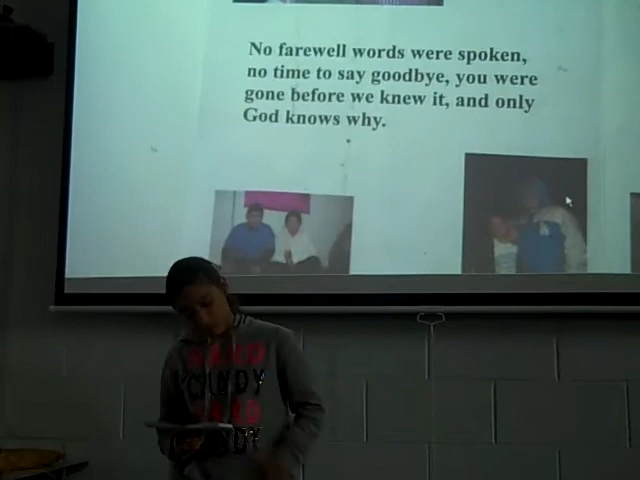 No farewell words were spoken,
no time to say goodbye, you were
gone before we knew it, and only
God knows why.
CANDY